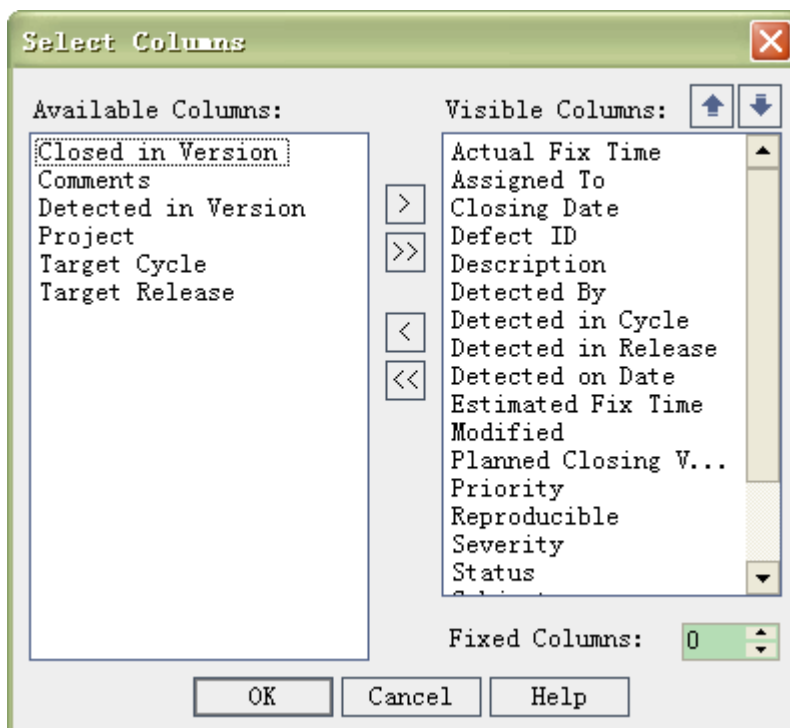 Select Columns
Available Columns:
Closed in Version
Comments
Detected in Version
Project
Target Cycle
Target Release
>
>>
<
<<
Visible Columns:
Actual Fix Time
Assigned To
Closing Date
Defect ID
Description
Detected By
Detected in Cycle
Detected in Release
Detected on Date
Estimated Fix Time
Modified
Planned Closing V...
Priority
Reproducible
Severity
Status
Fixed Columns: 0
OK Cancel Help